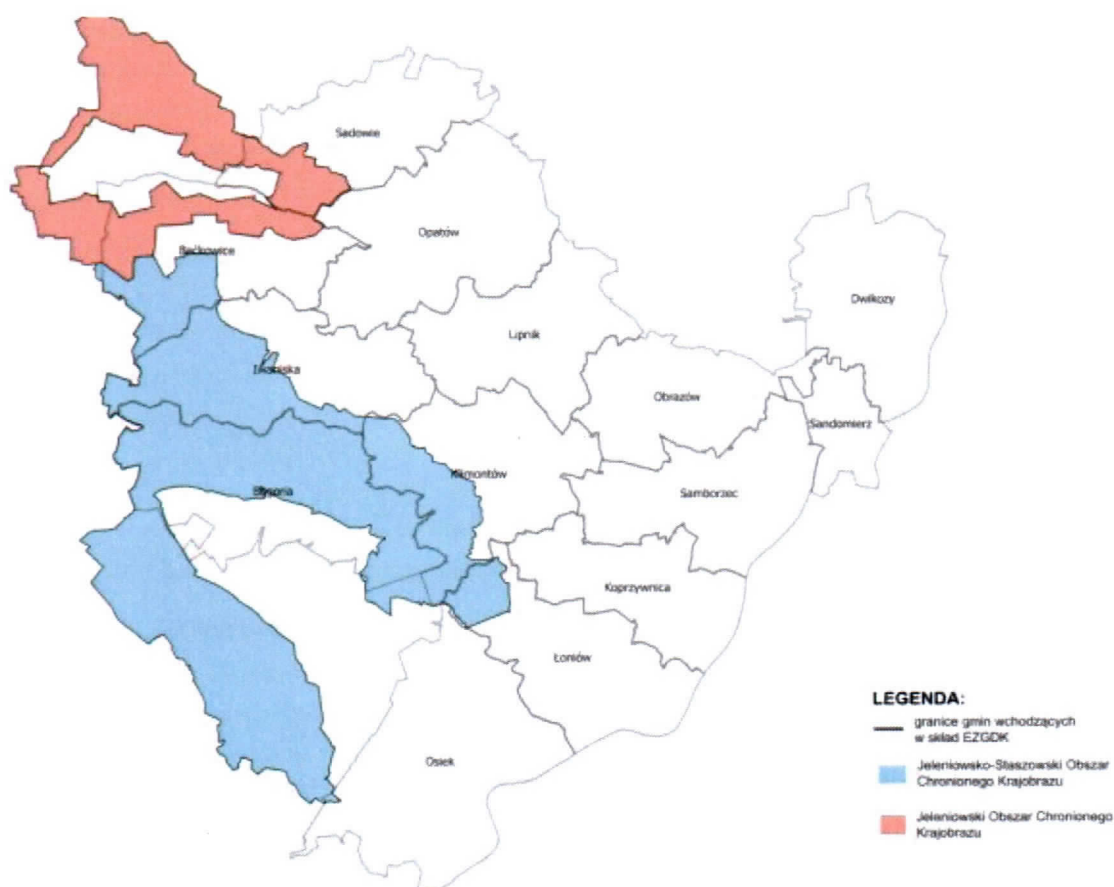 Sadowie
Opatów
Baćkowice
Dwikozy
Lipnik
Iwaniska
Obrazów
Sandomierz
Klimontów
Samborzec
Bogoria
Koprzywnica
Łoniów
Osiek
LEGENDA:
granice gmin wchodzących
w skład EZGDK
Jeleniowsko-Staszowski Obszar
Chronionego Krajobrazu
Jeleniowski Obszar Chronionego
Krajobrazu